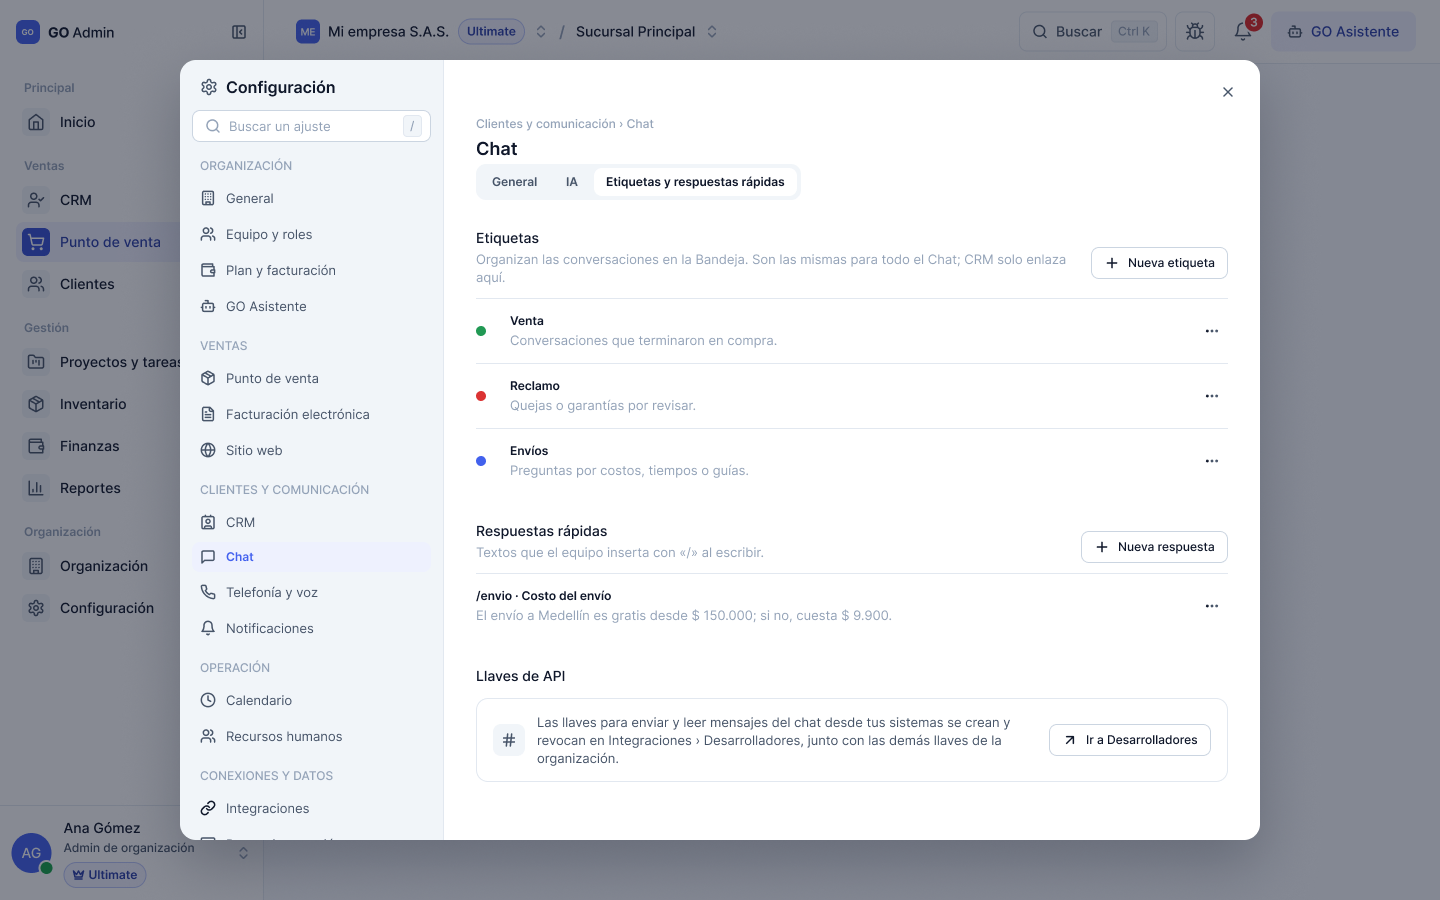 GO
GO Admin
ME
Mi empresa S.A.S.
Ultimate
/
Sucursal Principal
Buscar
Ctrl K
3
GO Asistente
Principal
Inicio
Ventas
CRM
Punto de venta
Clientes
Gestión
Proyectos y tareas
Inventario
Finanzas
Reportes
Organización
Organización
Configuración
AG
Ana Gómez
Admin de organización
Ultimate
Configuración
Buscar un ajuste
/
ORGANIZACIÓN
General
Equipo y roles
Plan y facturación
GO Asistente
VENTAS
Punto de venta
Facturación electrónica
Sitio web
CLIENTES Y COMUNICACIÓN
CRM
Chat
Telefonía y voz
Notificaciones
OPERACIÓN
Calendario
Recursos humanos
CONEXIONES Y DATOS
Integraciones
Clientes y comunicación › Chat
Chat
General
IA
Etiquetas y respuestas rápidas
Etiquetas
Organizan las conversaciones en la Bandeja. Son las mismas para todo el Chat; CRM solo enlaza
aquí.
Nueva etiqueta
Venta
Conversaciones que terminaron en compra.
Reclamo
Quejas o garantías por revisar.
Envíos
Preguntas por costos, tiempos o guías.
Respuestas rápidas
Textos que el equipo inserta con «/» al escribir.
Nueva respuesta
/envio · Costo del envío
El envío a Medellín es gratis desde $ 150.000; si no, cuesta $ 9.900.
Llaves de API
Las llaves para enviar y leer mensajes del chat desde tus sistemas se crean y
revocan en Integraciones › Desarrolladores, junto con las demás llaves de la
organización.
Ir a Desarrolladores